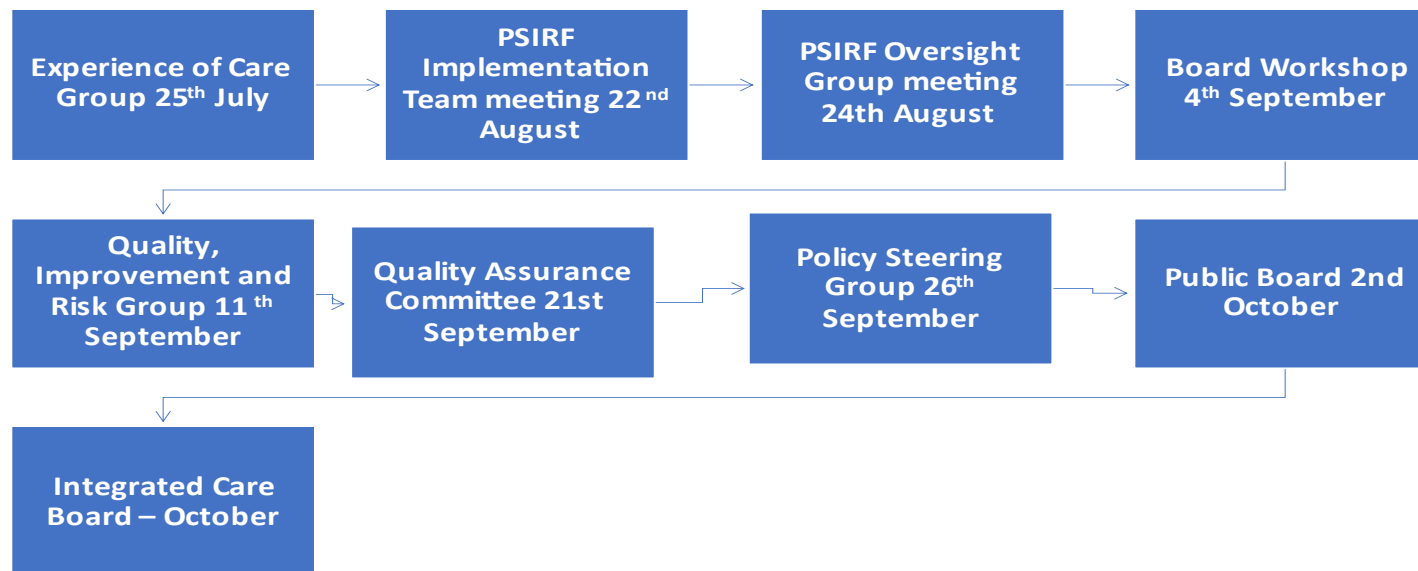 Experience of Care
Group 25th July
PSIRF
Implementation
Team meeting 22nd
August
PSIRF Oversight
Group meeting
24th August
Board Workshop
4th September
Quality,
Improvement and
Risk Group 11th
September
Quality Assurance
Committee 21st
September
Policy Steering
Group 26th
September
Public Board 2nd
October
Integrated Care
Board – October